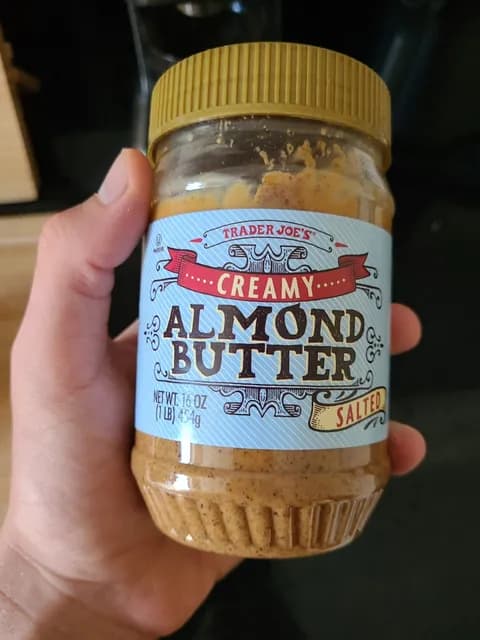 TRADER JOE'S®
CREAMY
ALMOND
BUTTER
NET WT. 16 OZ
(1 LB) 454g
SALTED